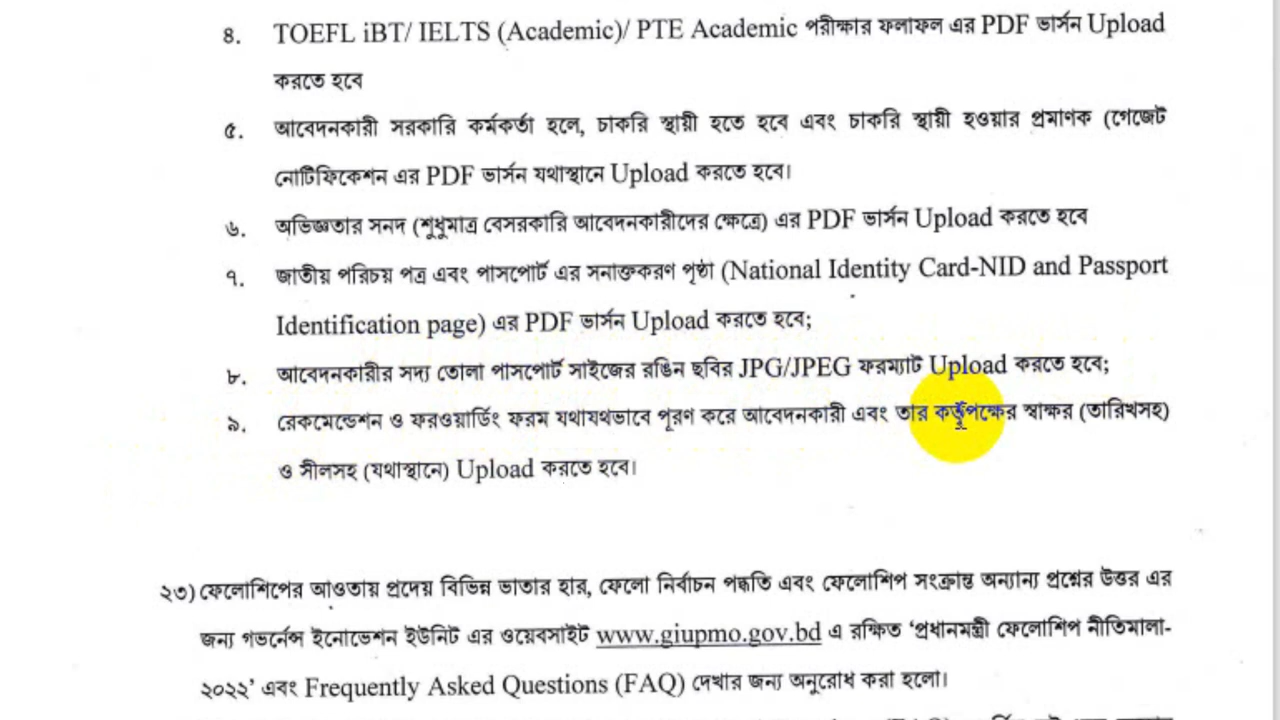 ৪. TOEFL iBT/ IELTS (Academic)/ PTE Academic পরীক্ষার ফলাফল এর PDF ভার্সন Upload
করতে হবে
৫. আবেদনকারী সরকারি কর্মকর্তা হলে, চাকরি স্থায়ী হতে হবে এবং চাকরি স্থায়ী হওয়ার প্রমাণক (গেজেট
নোটিফিকেশন এর PDF ভার্সন যথাস্থানে Upload করতে হবে।
৬. অভিজ্ঞতার সনদ (শুধুমাত্র বেসরকারি আবেদনকারীদের ক্ষেত্রে) এর PDF ভার্সন Upload করতে হবে
৭. জাতীয় পরিচয় পত্র এবং পাসপোর্ট এর সনাক্তকরণ পৃষ্ঠা (National Identity Card-NID and Passport
Identification page) এর PDF ভার্সন Upload করতে হবে;
৮. আবেদনকারীর সদ্য তোলা পাসপোর্ট সাইজের রঙিন ছবির JPG/JPEG ফরম্যাট Upload করতে হবে;
৯. রেকমেন্ডেশন ও ফরওয়ার্ডিং ফরম যথাযথভাবে পূরণ করে আবেদনকারী এবং তার কর্তৃপক্ষের স্বাক্ষর (তারিখসহ)
ও সীলসহ (যথাস্থানে) Upload করতে হবে।
২৩) ফেলোশিপের আওতায় প্রদেয় বিভিন্ন ভাতার হার, ফেলো নির্বাচন পদ্ধতি এবং ফেলোশিপ সংক্রান্ত অন্যান্য প্রশ্নের উত্তর এর
জন্য গভর্নেন্স ইনোভেশন ইউনিট এর ওয়েবসাইট www.giupmo.gov.bd এ রক্ষিত ‘প্রধানমন্ত্রী ফেলোশিপ নীতিমালা-
২০২২’ এবং Frequently Asked Questions (FAQ) দেখার জন্য অনুরোধ করা হলো।